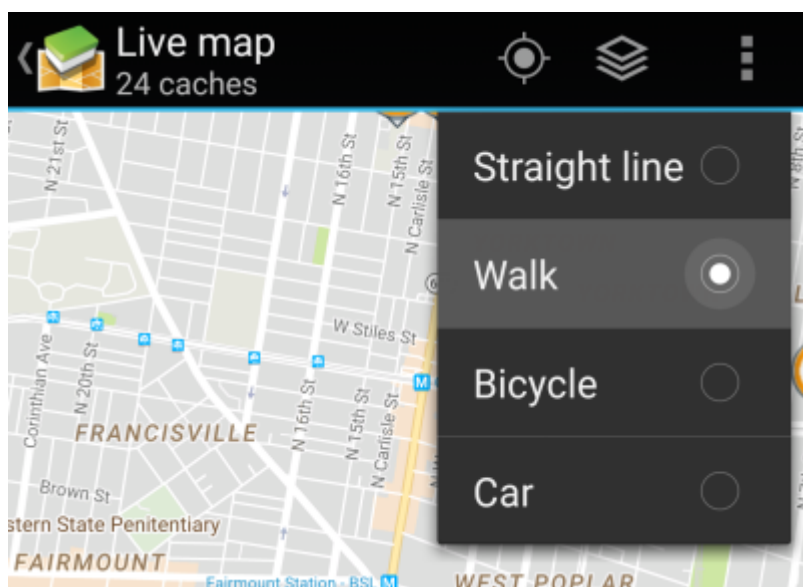 Live map
24 caches
Straight line
Walk
Bicycle
Car
N 21st St
N 16th St
N 15th St
N Carlisle St
W Stiles St
M
Corinthian Ave
N 20th St
N 16th St
N 15th St
N Carlisle St
FRANCISVILLE
Brown St
stern State Penitentiary
FAIRMOUNT
Fairmount Station - BSL M
WEST POPLAR